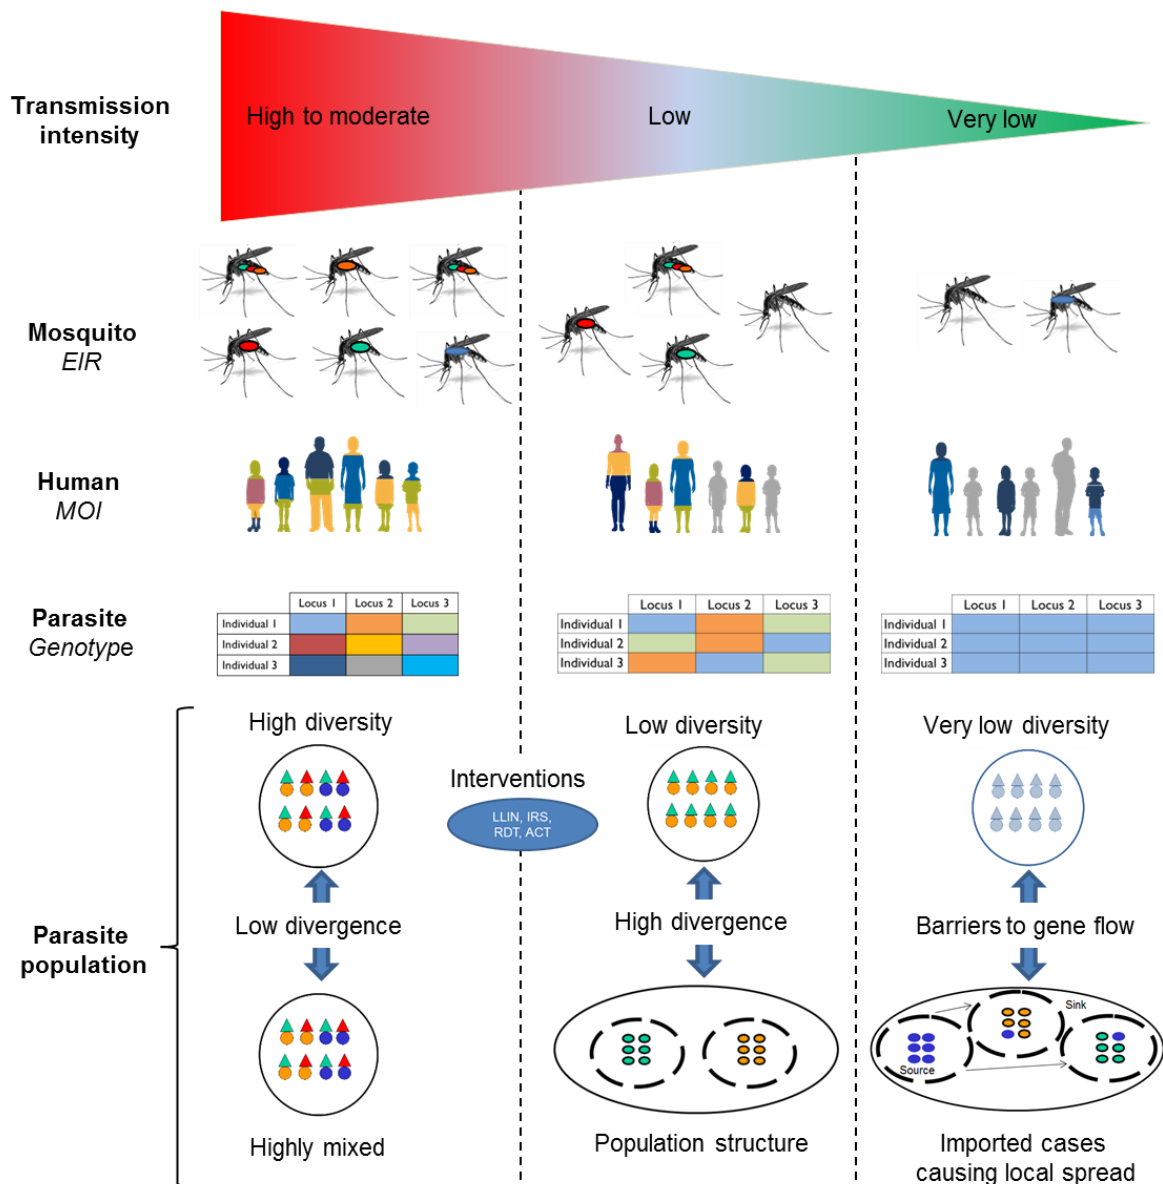 Transmission
intensity
High to moderate
Low
Very low
Mosquito
EIR
Human
MOI
Parasite
Genotype
Locus 1 Locus 2 Locus 3
Individual 1
Individual 2
Individual 3
Locus 1 Locus 2 Locus 3
Individual 1
Individual 2
Individual 3
Locus 1 Locus 2 Locus 3
Individual 1
Individual 2
Individual 3
High diversity
Low diversity
Very low diversity
Interventions
LLIN, IRS,
RDT, ACT
Parasite
population
Low divergence
High divergence
Barriers to gene flow
Sink
Source
Highly mixed
Population structure
Imported cases
causing local spread